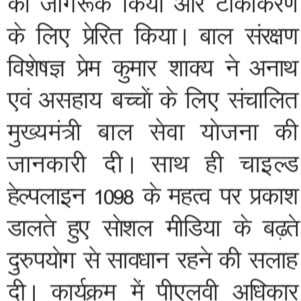 को जागरूक किया और टीकाकरण
के लिए प्रेरित किया। बाल संरक्षण
विशेषज्ञ प्रेम कुमार शाक्य ने अनाथ
एवं असहाय बच्चों के लिए संचालित
मुख्यमंत्री बाल सेवा योजना की
जानकारी दी। साथ ही चाइल्ड
हेल्पलाइन 1098 के महत्व पर प्रकाश
डालते हुए सोशल मीडिया के बढ़ते
दुरुपयोग से सावधान रहने की सलाह
दी। कार्यक्रम में पीएलवी अधिकार